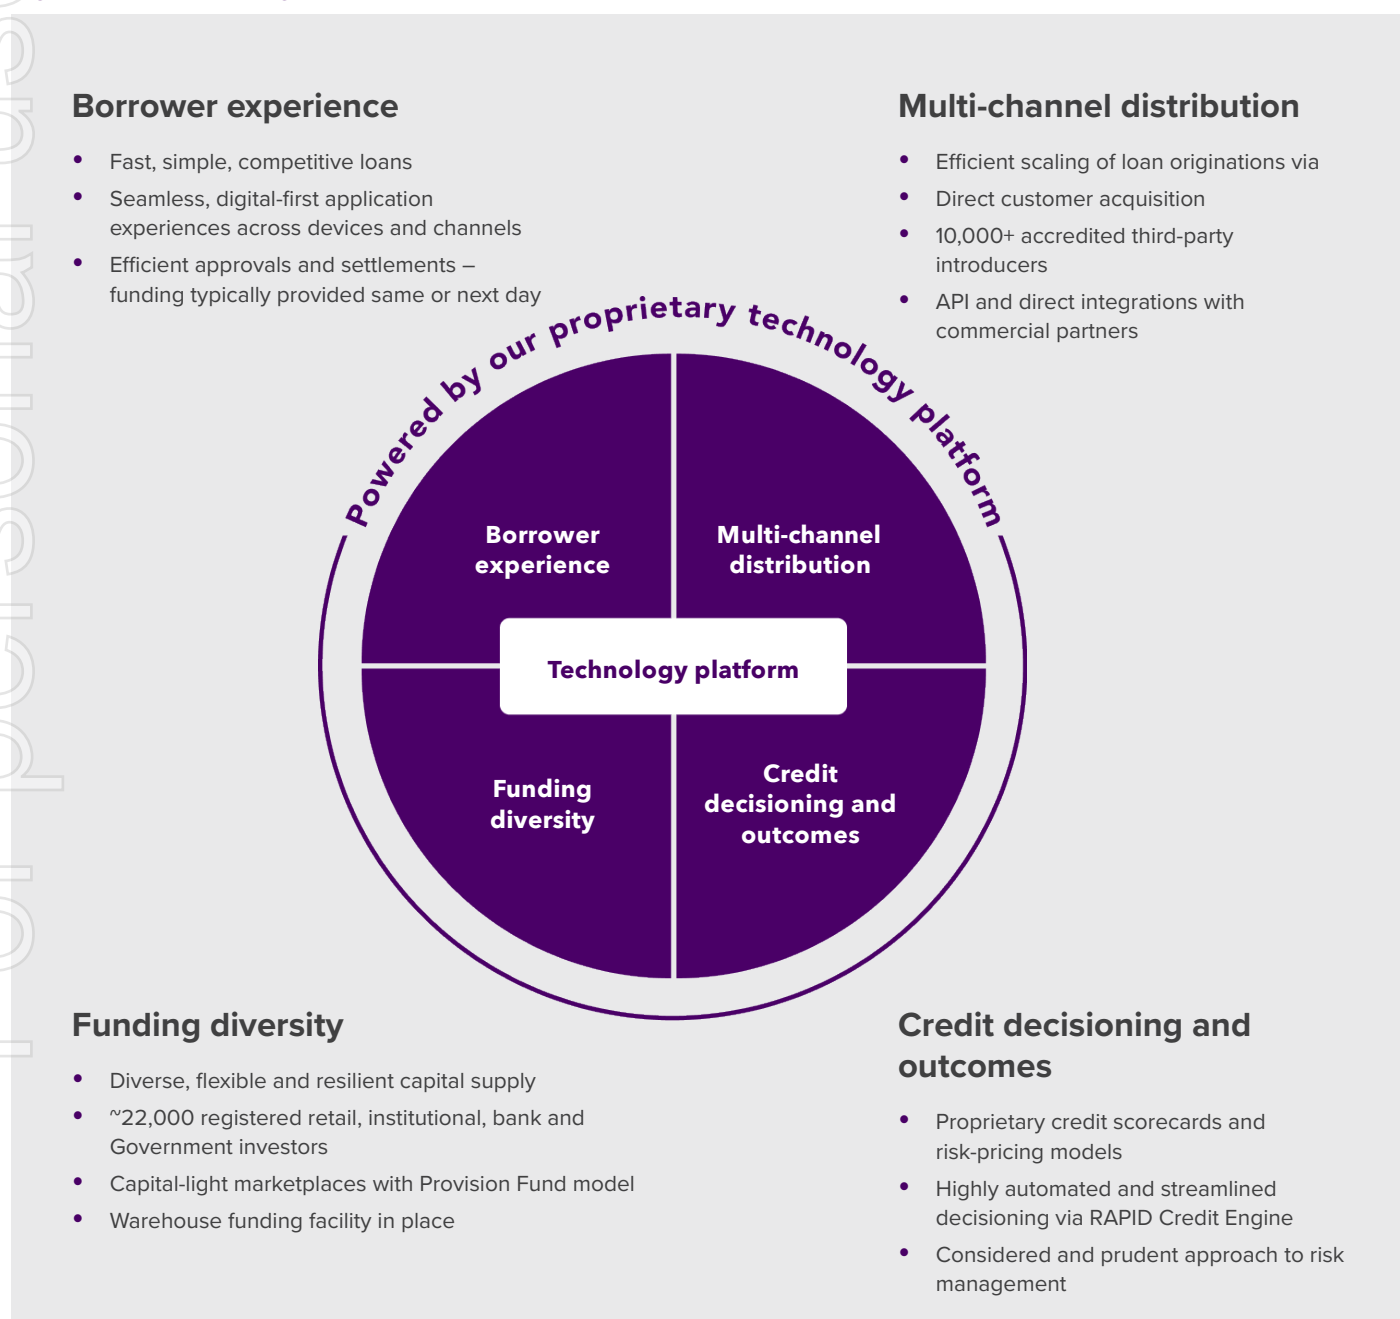 Borrower experience
• Fast, simple, competitive loans
• Seamless, digital-first application
experiences across devices and channels
• Efficient approvals and settlements –
funding typically provided same or next day
Multi-channel distribution
• Efficient scaling of loan originations via
• Direct customer acquisition
• 10,000+ accredited third-party
introducers
• API and direct integrations with
commercial partners
Powered by our proprietary technology platform
Borrower
experience
Multi-channel
distribution
Technology platform
Funding
diversity
Credit
decisioning and
outcomes
Funding diversity
• Diverse, flexible and resilient capital supply
• ~22,000 registered retail, institutional, bank and
Government investors
• Capital-light marketplaces with Provision Fund model
• Warehouse funding facility in place
Credit decisioning and
outcomes
• Proprietary credit scorecards and
risk-pricing models
• Highly automated and streamlined
decisioning via RAPID Credit Engine
• Considered and prudent approach to risk
management
For personal us